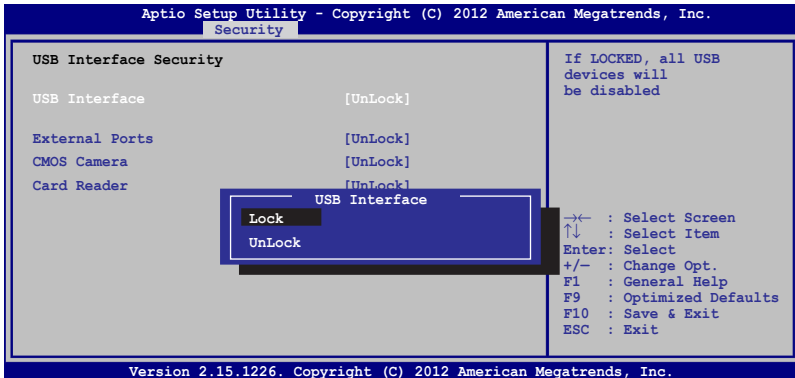 Aptio Setup Utility - Copyright (C) 2012 American Megatrends, Inc.
Security
USB Interface Security
USB Interface [UnLock]
External Ports [UnLock]
CMOS Camera [UnLock]
Card Reader [UnLock]
USB Interface
Lock
UnLock
If LOCKED, all USB
devices will
be disabled
→← : Select Screen
↑↓ : Select Item
Enter: Select
+/— : Change Opt.
F1 : General Help
F9 : Optimized Defaults
F10 : Save & Exit
ESC : Exit
Version 2.15.1226. Copyright (C) 2012 American Megatrends, Inc.